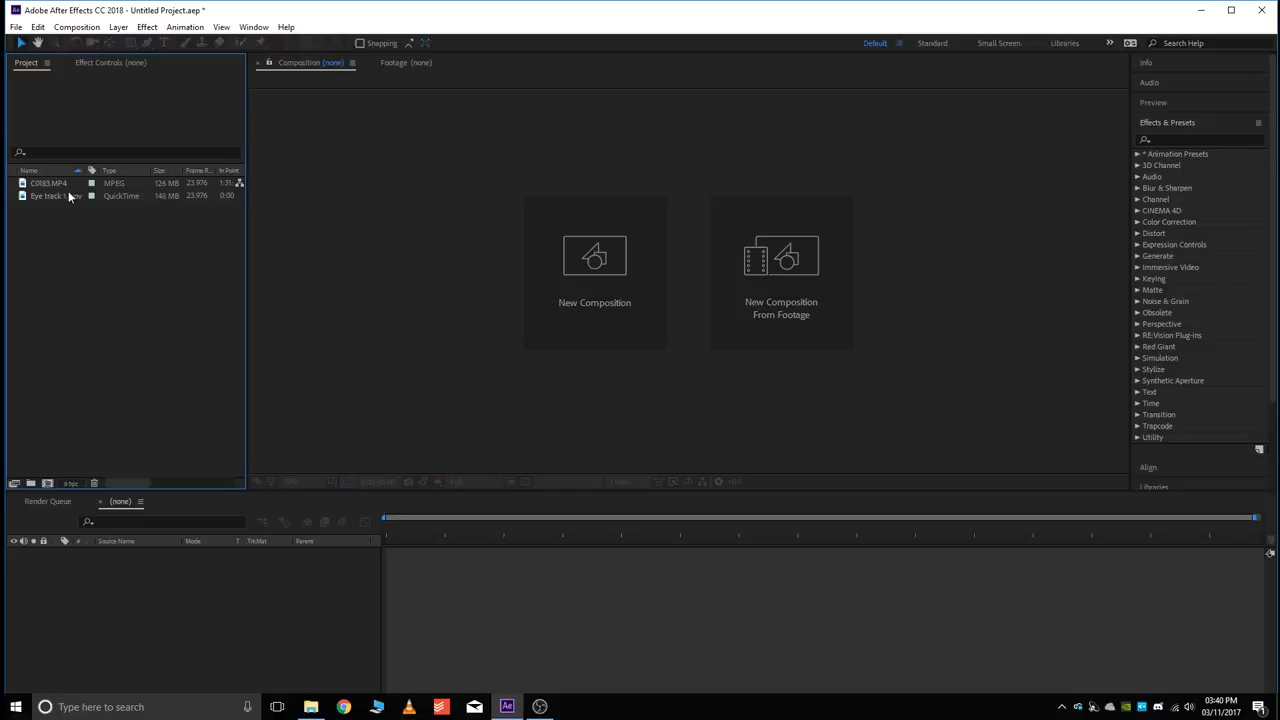 Adobe After Effects CC 2018 - Untitled Project.aep *
File Edit Composition Layer Effect Animation View Window Help
Snapping Default Standard Small Screen Libraries Search Help
Project Effect Controls (none) Composition (none) Footage (none)
Info
Audio
Preview
Effects & Presets
Name Type Size Frame R... In Point
C0183.MP4 MPEG 126 MB 23.976 1:31:
Eye track QuickTime 148 MB 23.976 0:00
* Animation Presets
3D Channel
Audio
Blur & Sharpen
Channel
CINEMA 4D
Color Correction
Distort
Expression Controls
Generate
Immersive Video
Keying
Matte
Noise & Grain
Obsolete
Perspective
RE:Vision Plug-ins
Red Giant
Simulation
Stylize
Synthetic Aperture
Text
Time
Transition
Trapcode
Utility
New Composition
New Composition
From Footage
Align
Libraries
8 bpc
Render Queue (none)
# Source Name Mode T .TrkMat Parent
Type here to search
03:40 PM
03/11/2017